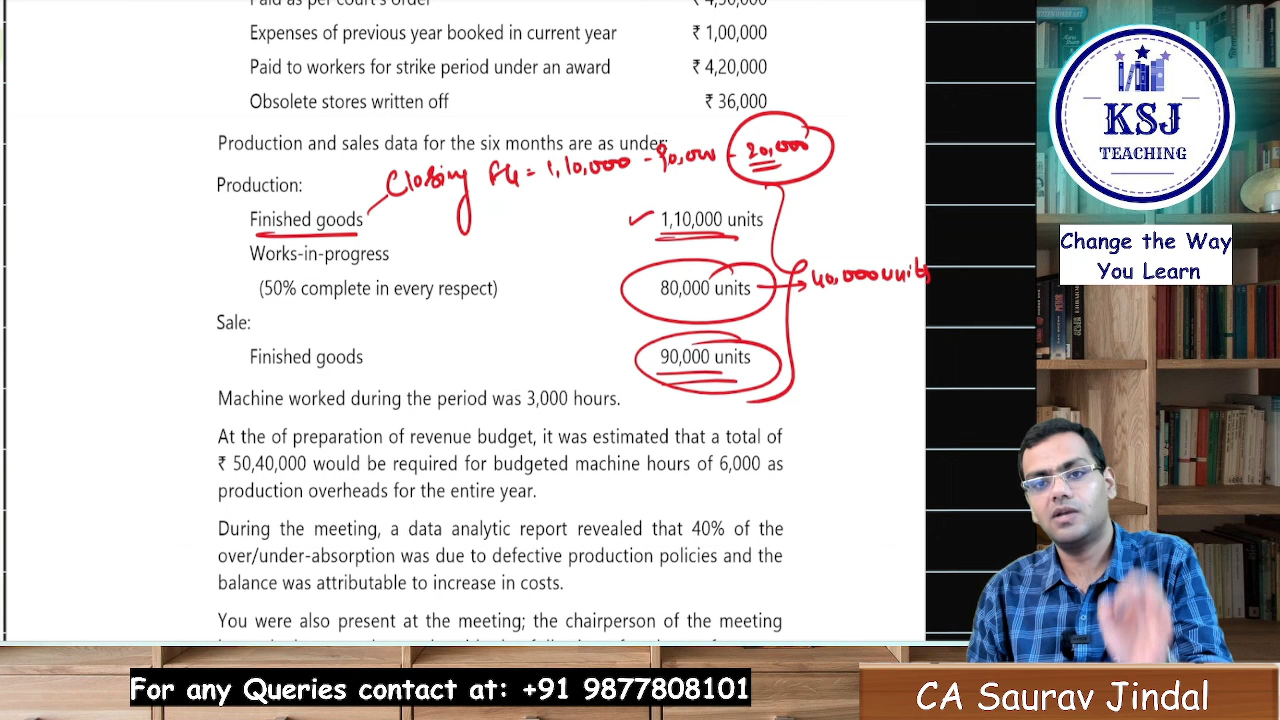 Paid as per court's order ₹ 4,50,000
Expenses of previous year booked in current year ₹ 1,00,000
Paid to workers for strike period under an award ₹ 4,20,000
Obsolete stores written off ₹ 36,000
Production and sales data for the six months are as under:
Closing FG = 1,10,000 - 90,000 - 20,000
Production:
Finished goods 1,10,000 units
Works-in-progress
(50% complete in every respect) 80,000 units
40,000 units
Sale:
Finished goods 90,000 units
Machine worked during the period was 3,000 hours.
At the of preparation of revenue budget, it was estimated that a total of
₹ 50,40,000 would be required for budgeted machine hours of 6,000 as
production overheads for the entire year.
During the meeting, a data analytic report revealed that 40% of the
over/under-absorption was due to defective production policies and the
balance was attributable to increase in costs.
You were also present at the meeting; the chairperson of the meeting
KSJ
TEACHING
Change the Way
You Learn
For any Queries contact at: +91 9877808101
CA Saurav Jindal